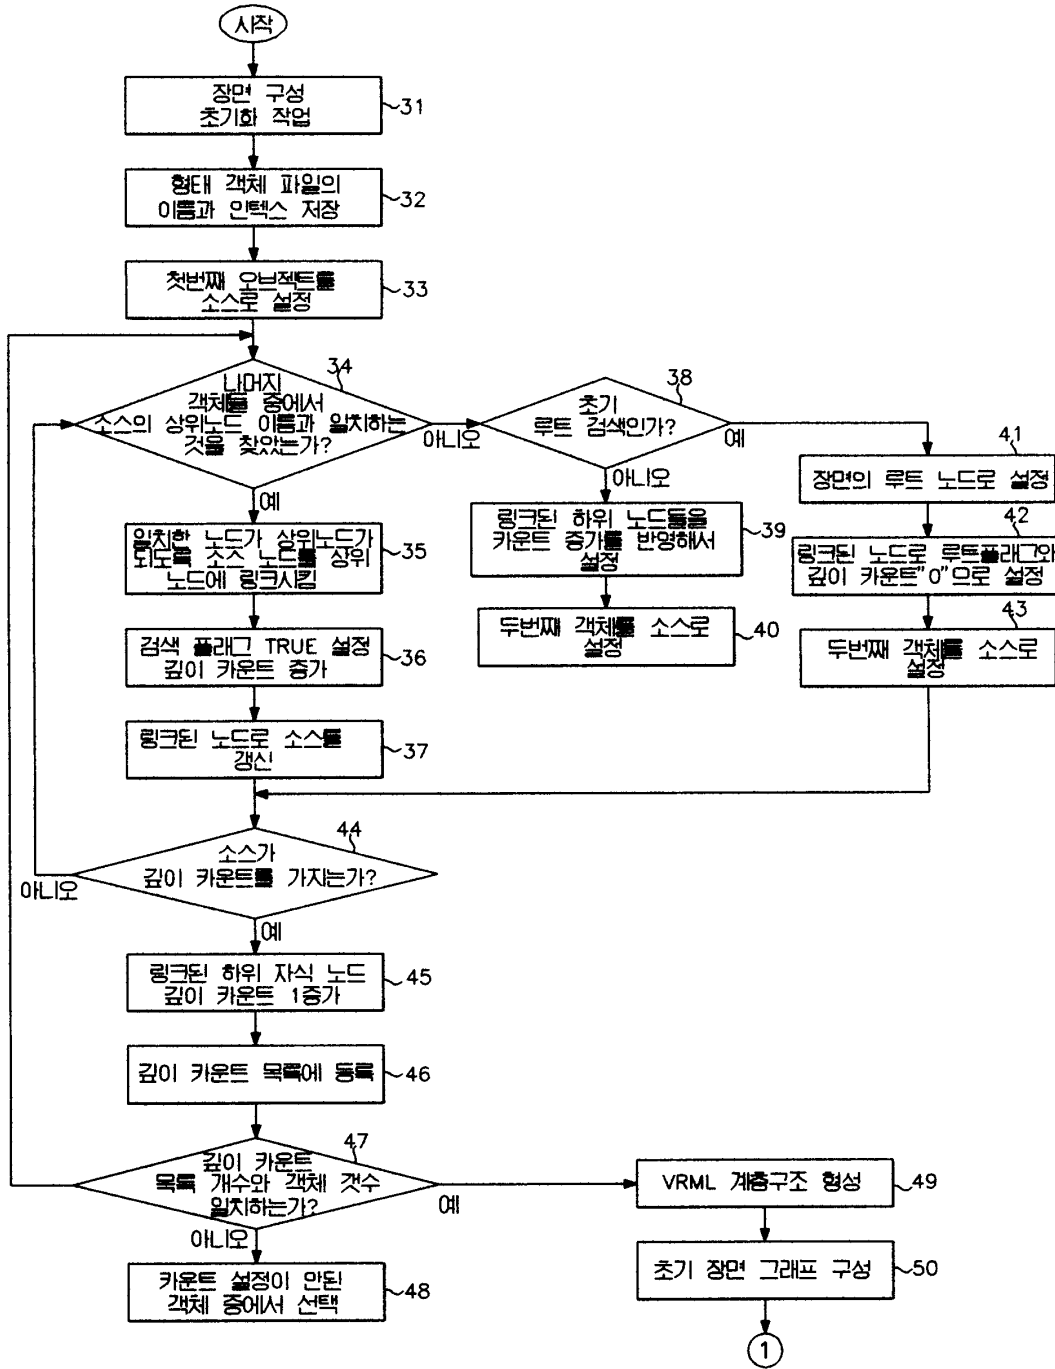 시작
장면 구성
초기화 작업
31
형태 객체 파일의
이름과 인덱스 저장
32
첫번째 오브젝트를
소스로 설정
33
34
나머지
객체들 중에서
소스의 상위노드 이름과 일치하는
것을 찾았는가?
아니오
예
38
초기
루트 검색인가?
예
아니오
41
장면의 루트 노드로 설정
일치한 노드가 상위노드가
되도록 소스 노드를 상위
노드에 링크시킴
35
링크된 하위 노드들을
카운트 증가를 반영해서
설정
39
42
링크된 노드로 루트플래그와
깊이 카운트"0"으로 설정
검색 플래그 TRUE 설정
깊이 카운트 증가
36
두번째 객체를 소스로
설정
40
43
두번째 객체를 소스로
설정
링크된 노드로 소스를
갱신
37
44
소스가
깊이 카운트를 가지는가?
아니오
예
링크된 하위 자식 노드
깊이 카운트 1증가
45
깊이 카운트 목록에 등록
46
47
깊이 카운트
목록 개수와 객체 갯수
일치하는가?
예
아니오
VRML 계층구조 형성
49
카운트 설정이 안된
객체 중에서 선택
48
초기 장면 그래프 구성
50
1